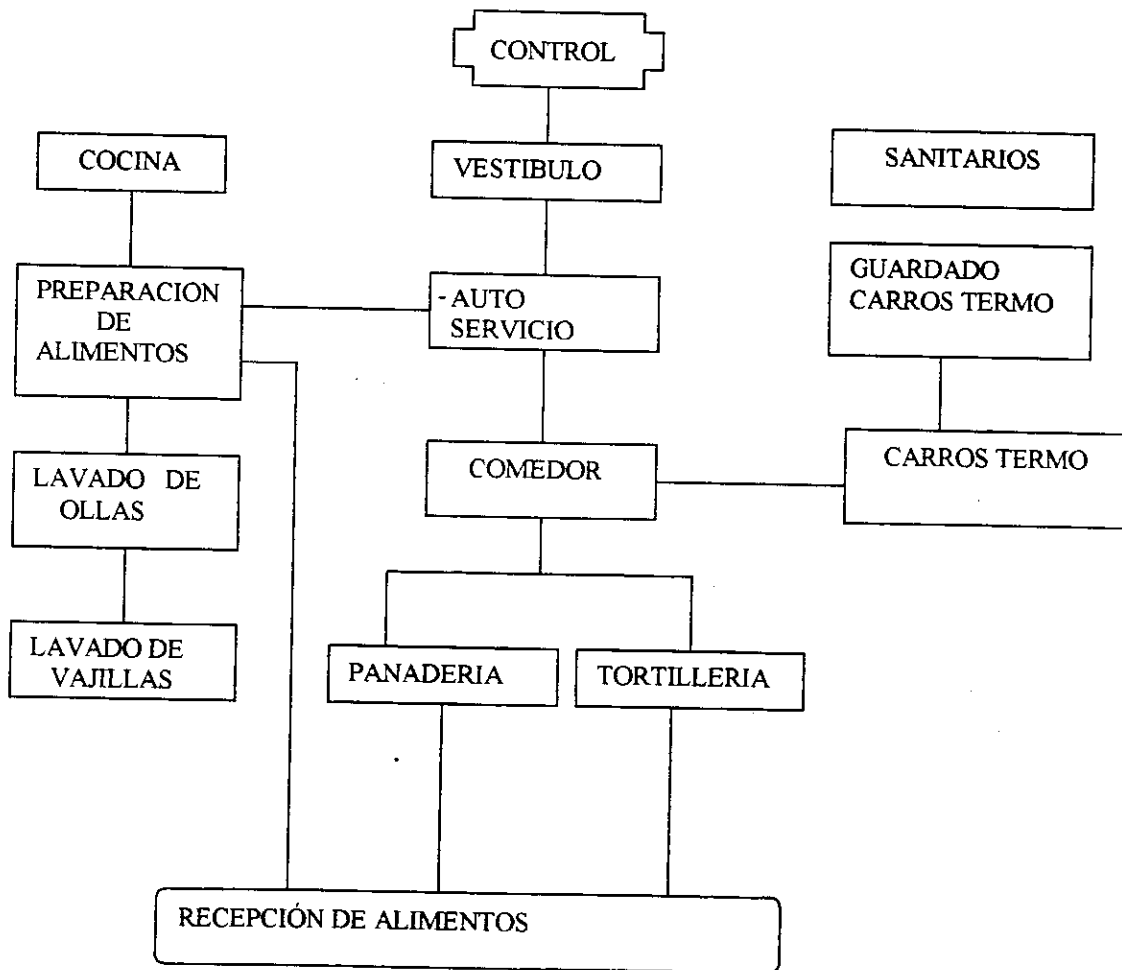 CONTROL
COCINA
VESTIBULO
SANITARIOS
PREPARACION
DE
ALIMENTOS
- AUTO
SERVICIO
GUARDADO
CARROS TERMO
LAVADO DE
OLLAS
COMEDOR
CARROS TERMO
LAVADO DE
VAJILLAS
PANADERIA
TORTILLERIA
RECEPCIÓN DE ALIMENTOS